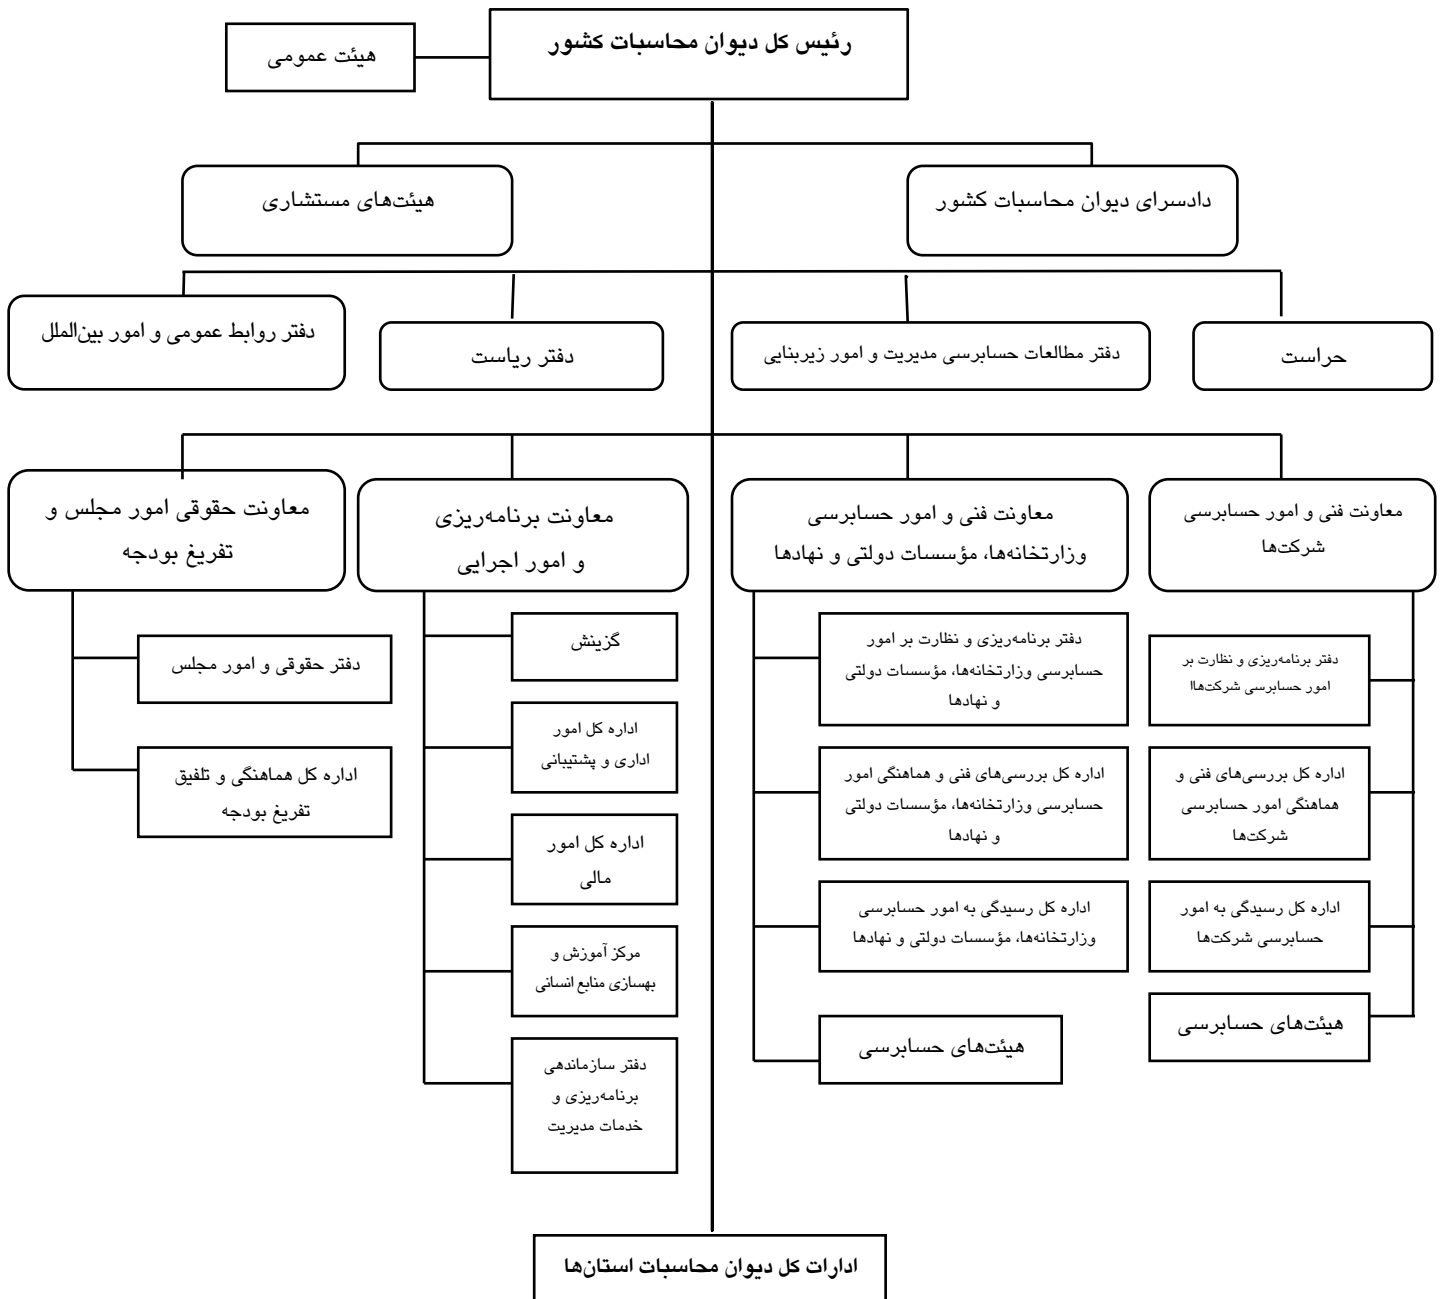 رئیس کل دیوان محاسبات کشور
هیئت عمومی
دادسرای دیوان محاسبات کشور
هیئت‌های مستشاری
حراست
دفتر مطالعات حسابرسی مدیریت و امور زیربنایی
دفتر ریاست
دفتر روابط عمومی و امور بین‌الملل
معاونت فنی و امور حسابرسی
شرکت‌ها
دفتر برنامه‌ریزی و نظارت بر
امور حسابرسی شرکت‌هاا
اداره کل بررسی‌های فنی و
هماهنگی امور حسابرسی
شرکت‌ها
اداره کل رسیدگی به امور
حسابرسی شرکت‌ها
هیئت‌های حسابرسی
معاونت فنی و امور حسابرسی
وزارتخانه‌ها، مؤسسات دولتی و نهادها
دفتر برنامه‌ریزی و نظارت بر امور
حسابرسی وزارتخانه‌ها، مؤسسات دولتی
و نهادها
اداره کل بررسی‌های فنی و هماهنگی امور
حسابرسی وزارتخانه‌ها، مؤسسات دولتی
و نهادها
اداره کل رسیدگی به امور حسابرسی
وزارتخانه‌ها، مؤسسات دولتی و نهادها
هیئت‌های حسابرسی
معاونت برنامه‌ریزی
و امور اجرایی
گزینش
اداره کل امور
اداری و پشتیبانی
اداره کل امور
مالی
مرکز آموزش و
بهسازی منابع انسانی
دفتر سازماندهی
برنامه‌ریزی و
خدمات مدیریت
معاونت حقوقی امور مجلس و
تفریغ بودجه
دفتر حقوقی و امور مجلس
اداره کل هماهنگی و تلفیق
تفریغ بودجه
ادارات کل دیوان محاسبات استان‌ها